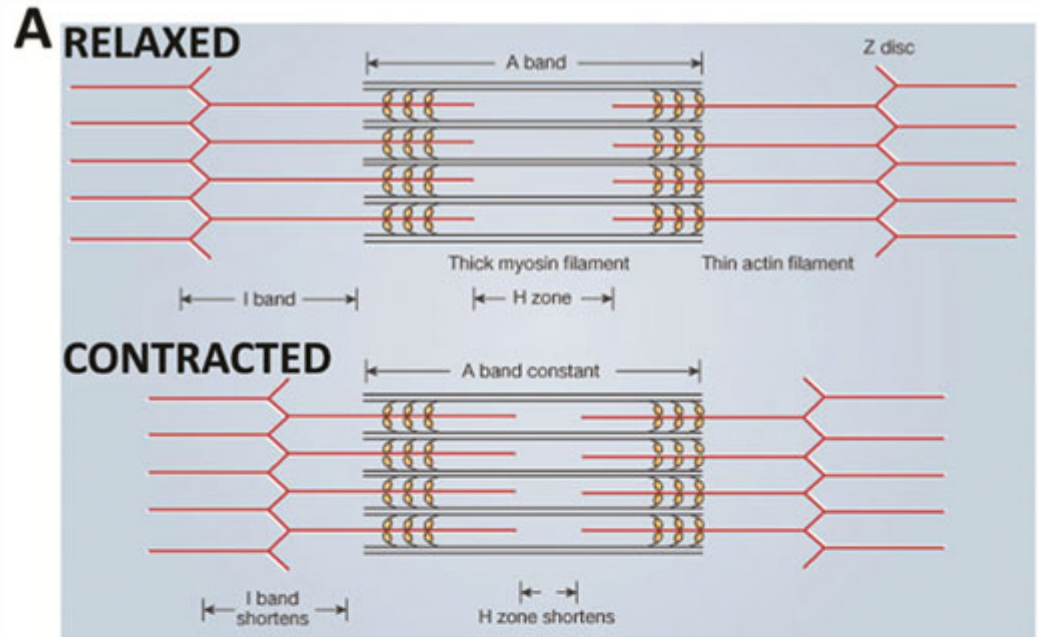 A
RELAXED
A band
Z disc
Thick myosin filament
Thin actin filament
I band
H zone
CONTRACTED
A band constant
I band
shortens
H zone shortens